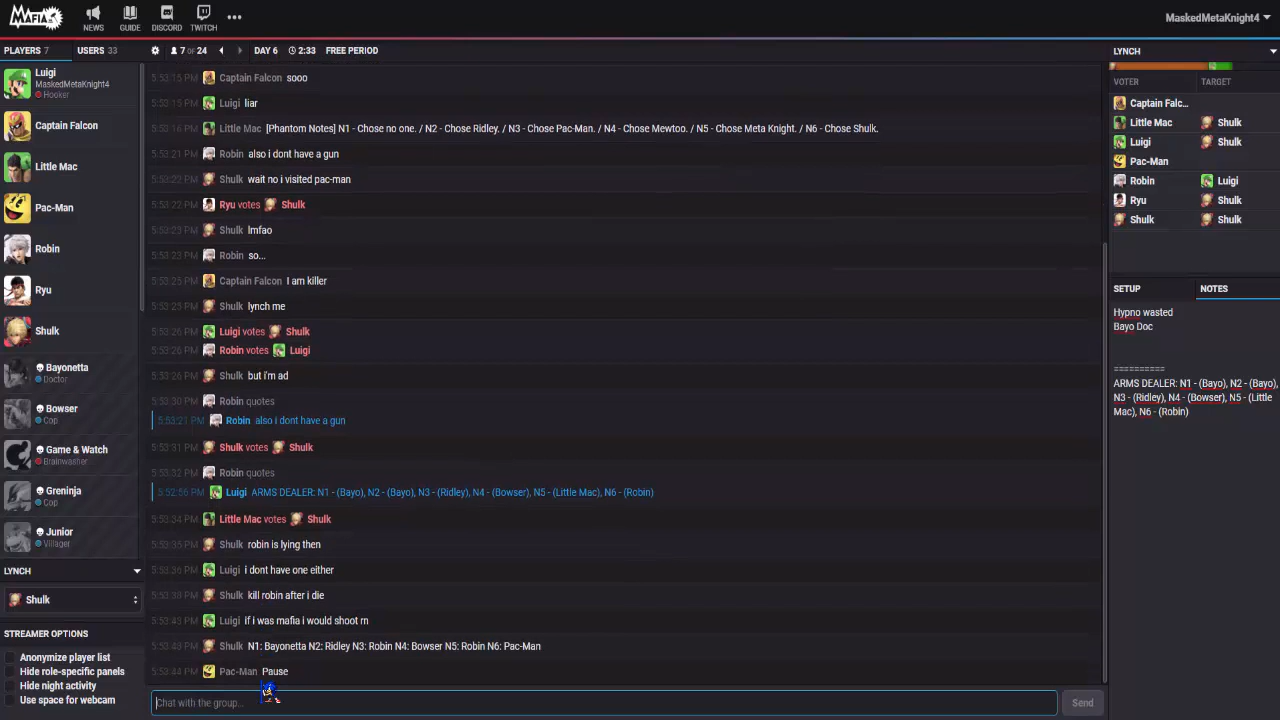 MAFIA
NEWS
GUIDE
DISCORD
TWITCH
MaskedMetaKnight4
PLAYERS 7
USERS 33
7 of 24
DAY 6
2:33
FREE PERIOD
LYNCH
Luigi
MaskedMetaKnight4
Hooker
Captain Falcon
Little Mac
Pac-Man
Robin
Ryu
Shulk
Bayonetta
Doctor
Bowser
Cop
Game & Watch
Brainwasher
Greninja
Cop
Junior
Villager
LYNCH
Shulk
STREAMER OPTIONS
Anonymize player list
Hide role-specific panels
Hide night activity
Use space for webcam
5:53:15 PM Captain Falcon sooo
5:53:15 PM Luigi liar
5:53:16 PM Little Mac [Phantom Notes] N1 - Chose no one. / N2 - Chose Ridley. / N3 - Chose Pac-Man. / N4 - Chose Mewtoo. / N5 - Chose Meta Knight. / N6 - Chose Shulk.
5:53:21 PM Robin also i dont have a gun
5:53:22 PM Shulk wait no i visited pac-man
5:53:22 PM Ryu votes Shulk
5:53:23 PM Shulk lmfao
5:53:23 PM Robin so...
5:53:25 PM Captain Falcon I am killer
5:53:25 PM Shulk lynch me
5:53:26 PM Luigi votes Shulk
5:53:26 PM Robin votes Luigi
5:53:26 PM Shulk but i'm ad
5:53:30 PM Robin quotes
5:53:21 PM Robin also i dont have a gun
5:53:31 PM Shulk votes Shulk
5:53:32 PM Robin quotes
5:52:56 PM Luigi ARMS DEALER: N1 - (Bayo), N2 - (Bayo), N3 - (Ridley), N4 - (Bowser), N5 - (Little Mac), N6 - (Robin)
5:53:34 PM Little Mac votes Shulk
5:53:35 PM Shulk robin is lying then
5:53:36 PM Luigi i dont have one either
5:53:38 PM Shulk kill robin after i die
5:53:39 PM Luigi if i was mafia i would shoot rn
5:53:40 PM Shulk N1: Bayonetta N2: Ridley N3: Robin N4: Bowser N5: Robin N6: Pac-Man
5:53:44 PM Pac-Man Pause
Chat with the group...
Send
VOTER TARGET
Captain Falc...
Little Mac Shulk
Luigi Shulk
Pac-Man
Robin Luigi
Ryu Shulk
Shulk Shulk
SETUP
NOTES
Hypno wasted
Bayo Doc
==========
ARMS DEALER: N1 - (Bayo), N2 - (Bayo),
N3 - (Ridley), N4 - (Bowser), N5 - (Little
Mac), N6 - (Robin)